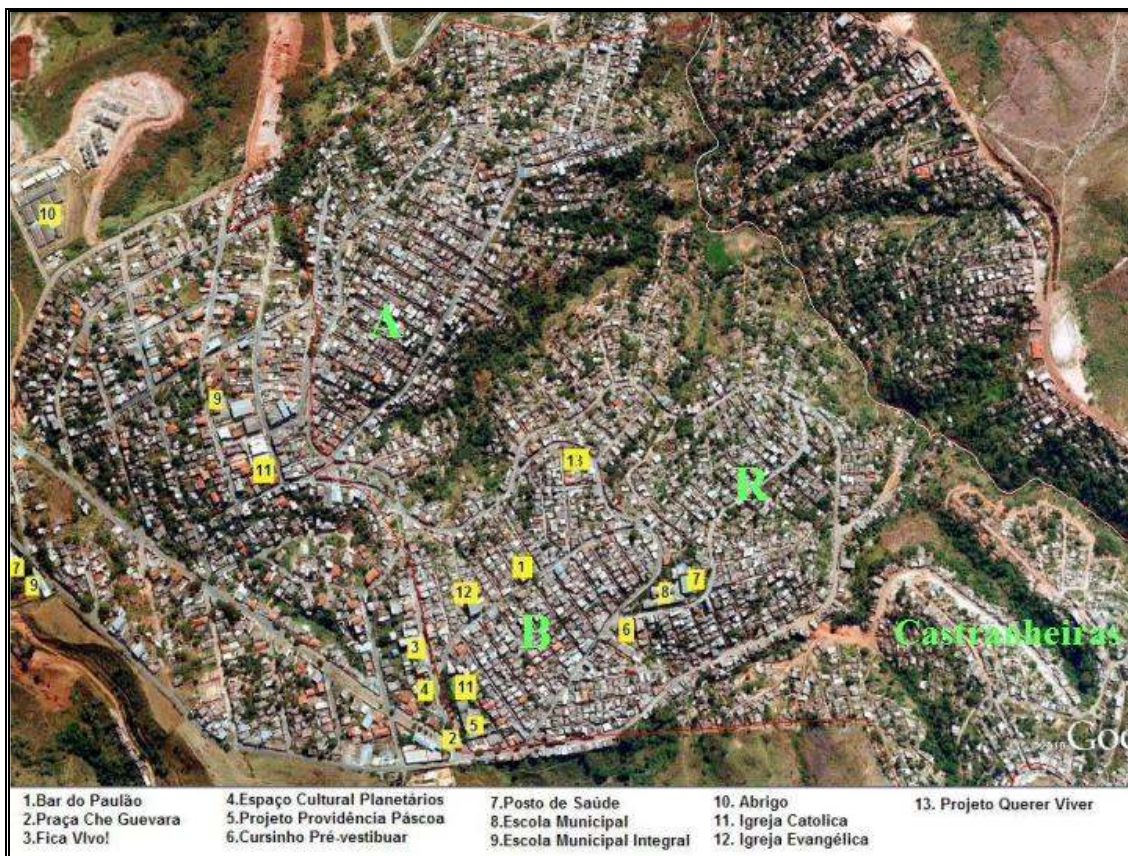 10
A
9
11
13
R
7
9
1
12
8
7
B
6
3
Castranheiras
4
11
5
2
1.Bar do Paulão
2.Praça Che Guevara
3.Fica VIvo!
4.Espaço Cultural Planetários
5.Projeto Providência Páscoa
6.Cursinho Pré-vestibuar
7.Posto de Saúde
8.Escola Municipal
9.Escola Municipal Integral
10. Abrigo
11. Igreja Catolica
12. Igreja Evangélica
13. Projeto Querer Viver